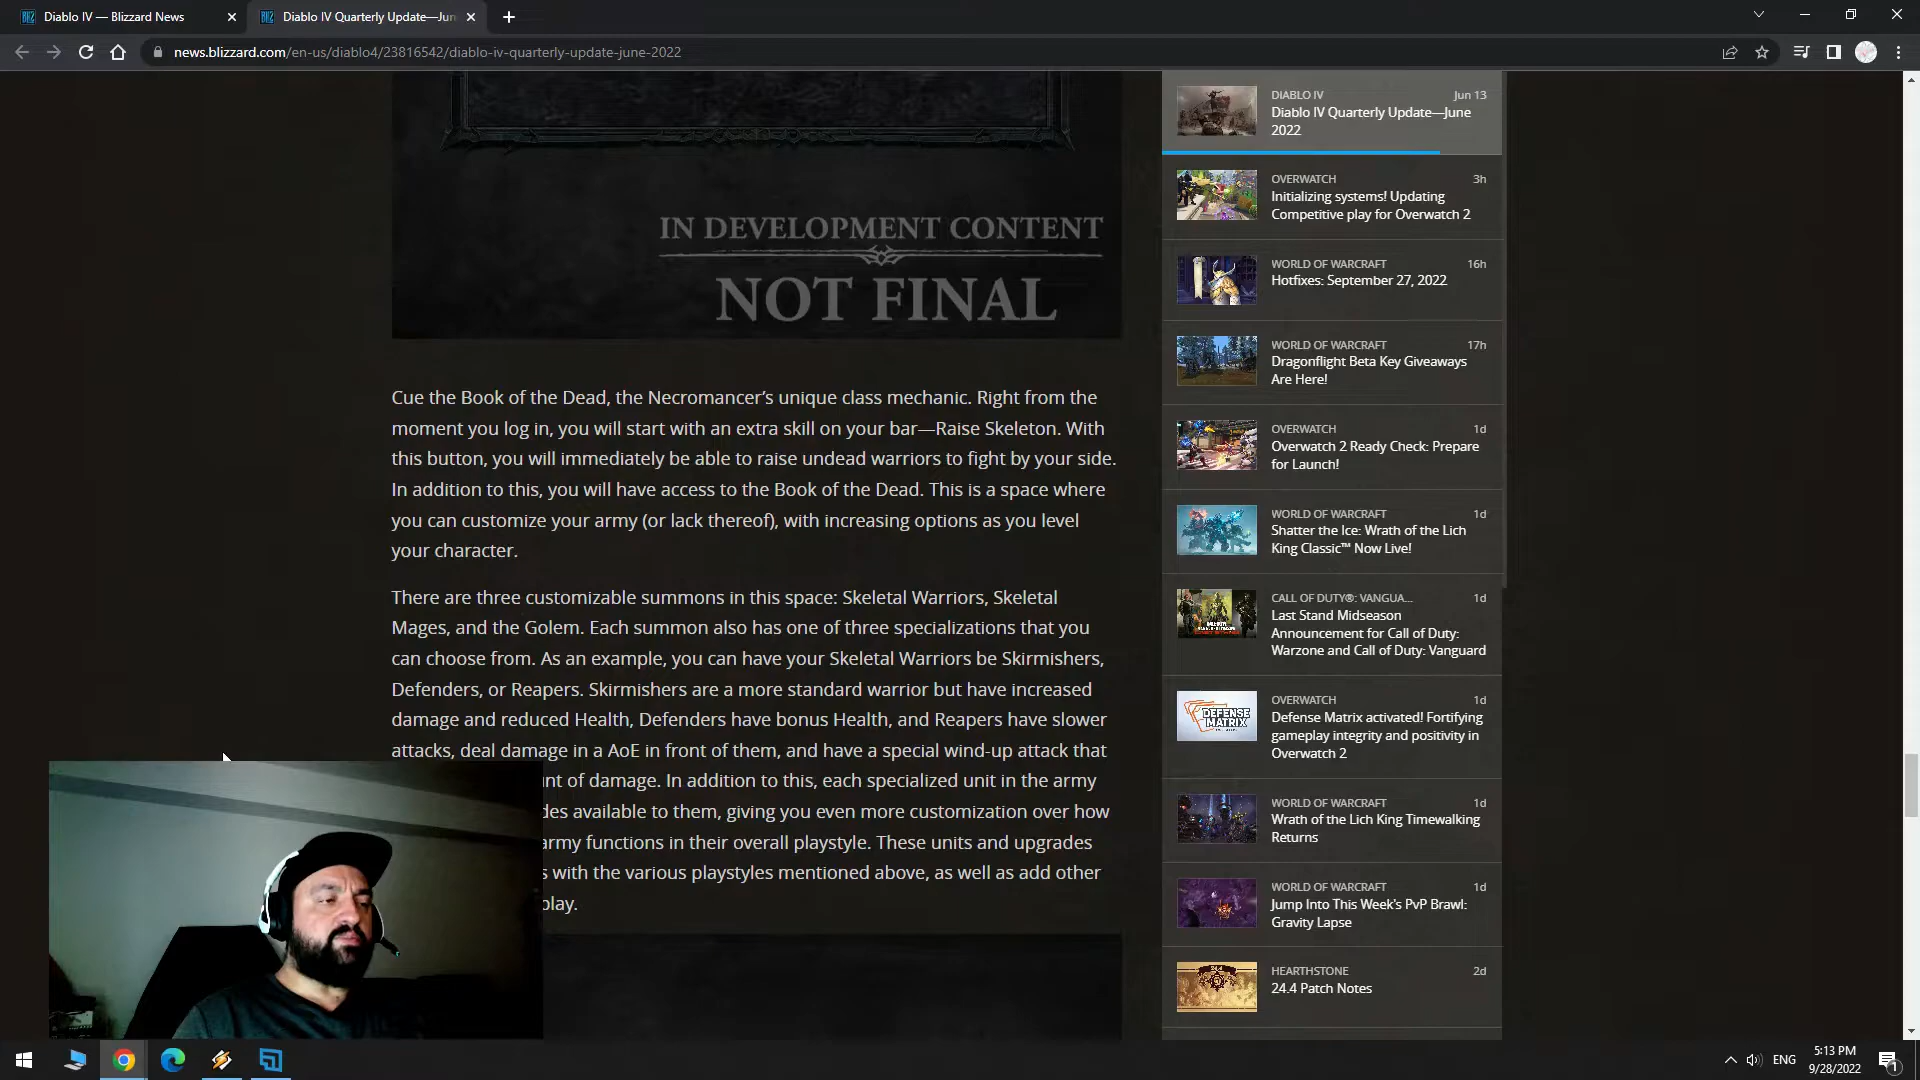 Diablo IV — Blizzard News
Diablo IV Quarterly Update—Jun
news.blizzard.com/en-us/diablo4/23816542/diablo-iv-quarterly-update-june-2022
IN DEVELOPMENT CONTENT
NOT FINAL
Cue the Book of the Dead, the Necromancer’s unique class mechanic. Right from the
moment you log in, you will start with an extra skill on your bar—Raise Skeleton. With
this button, you will immediately be able to raise undead warriors to fight by your side.
In addition to this, you will have access to the Book of the Dead. This is a space where
you can customize your army (or lack thereof), with increasing options as you level
your character.
There are three customizable summons in this space: Skeletal Warriors, Skeletal
Mages, and the Golem. Each summon also has one of three specializations that you
can choose from. As an example, you can have your Skeletal Warriors be Skirmishers,
Defenders, or Reapers. Skirmishers are a more standard warrior but have increased
damage and reduced Health, Defenders have bonus Health, and Reapers have slower
attacks, deal damage in a AoE in front of them, and have a special wind-up attack that
of damage. In addition to this, each specialized unit in the army
available to them, giving you even more customization over how
army functions in their overall playstyle. These units and upgrades
with the various playstyles mentioned above, as well as add other
play.
DIABLO IV
Jun 13
Diablo IV Quarterly Update—June
2022
OVERWATCH
3h
Initializing systems! Updating
Competitive play for Overwatch 2
WORLD OF WARCRAFT
16h
Hotfixes: September 27, 2022
WORLD OF WARCRAFT
17h
Dragonflight Beta Key Giveaways
Are Here!
OVERWATCH
1d
Overwatch 2 Ready Check: Prepare
for Launch!
WORLD OF WARCRAFT
1d
Shatter the Ice: Wrath of the Lich
King Classic™ Now Live!
CALL OF DUTY®: VANGUA...
1d
Last Stand Midseason
Announcement for Call of Duty:
Warzone and Call of Duty: Vanguard
OVERWATCH
1d
Defense Matrix activated! Fortifying
gameplay integrity and positivity in
Overwatch 2
DEFENSE
MATRIX
WORLD OF WARCRAFT
1d
Wrath of the Lich King Timewalking
Returns
WORLD OF WARCRAFT
1d
Jump Into This Week's PvP Brawl:
Gravity Lapse
HEARTHSTONE
2d
24.4 Patch Notes
24.4
ENG
5:13 PM
9/28/2022
1